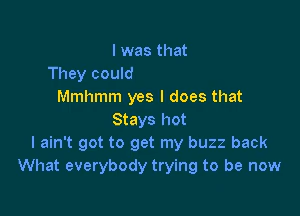 I was that
They could
Mmhmm yes I does that
Stays hot
I ain't got to get my buzz back
What everybody trying to be now